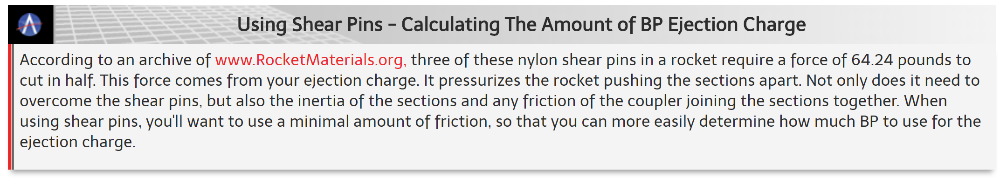 Using Shear Pins - Calculating The Amount of BP Ejection Charge
According to an archive of www.RocketMaterials.org, three of these nylon shear pins in a rocket require a force of 64.24 pounds to
cut in half. This force comes from your ejection charge. It pressurizes the rocket pushing the sections apart. Not only does it need to
overcome the shear pins, but also the inertia of the sections and any friction of the coupler joining the sections together. When
using shear pins, you'll want to use a minimal amount of friction, so that you can more easily determine how much BP to use for the
ejection charge.